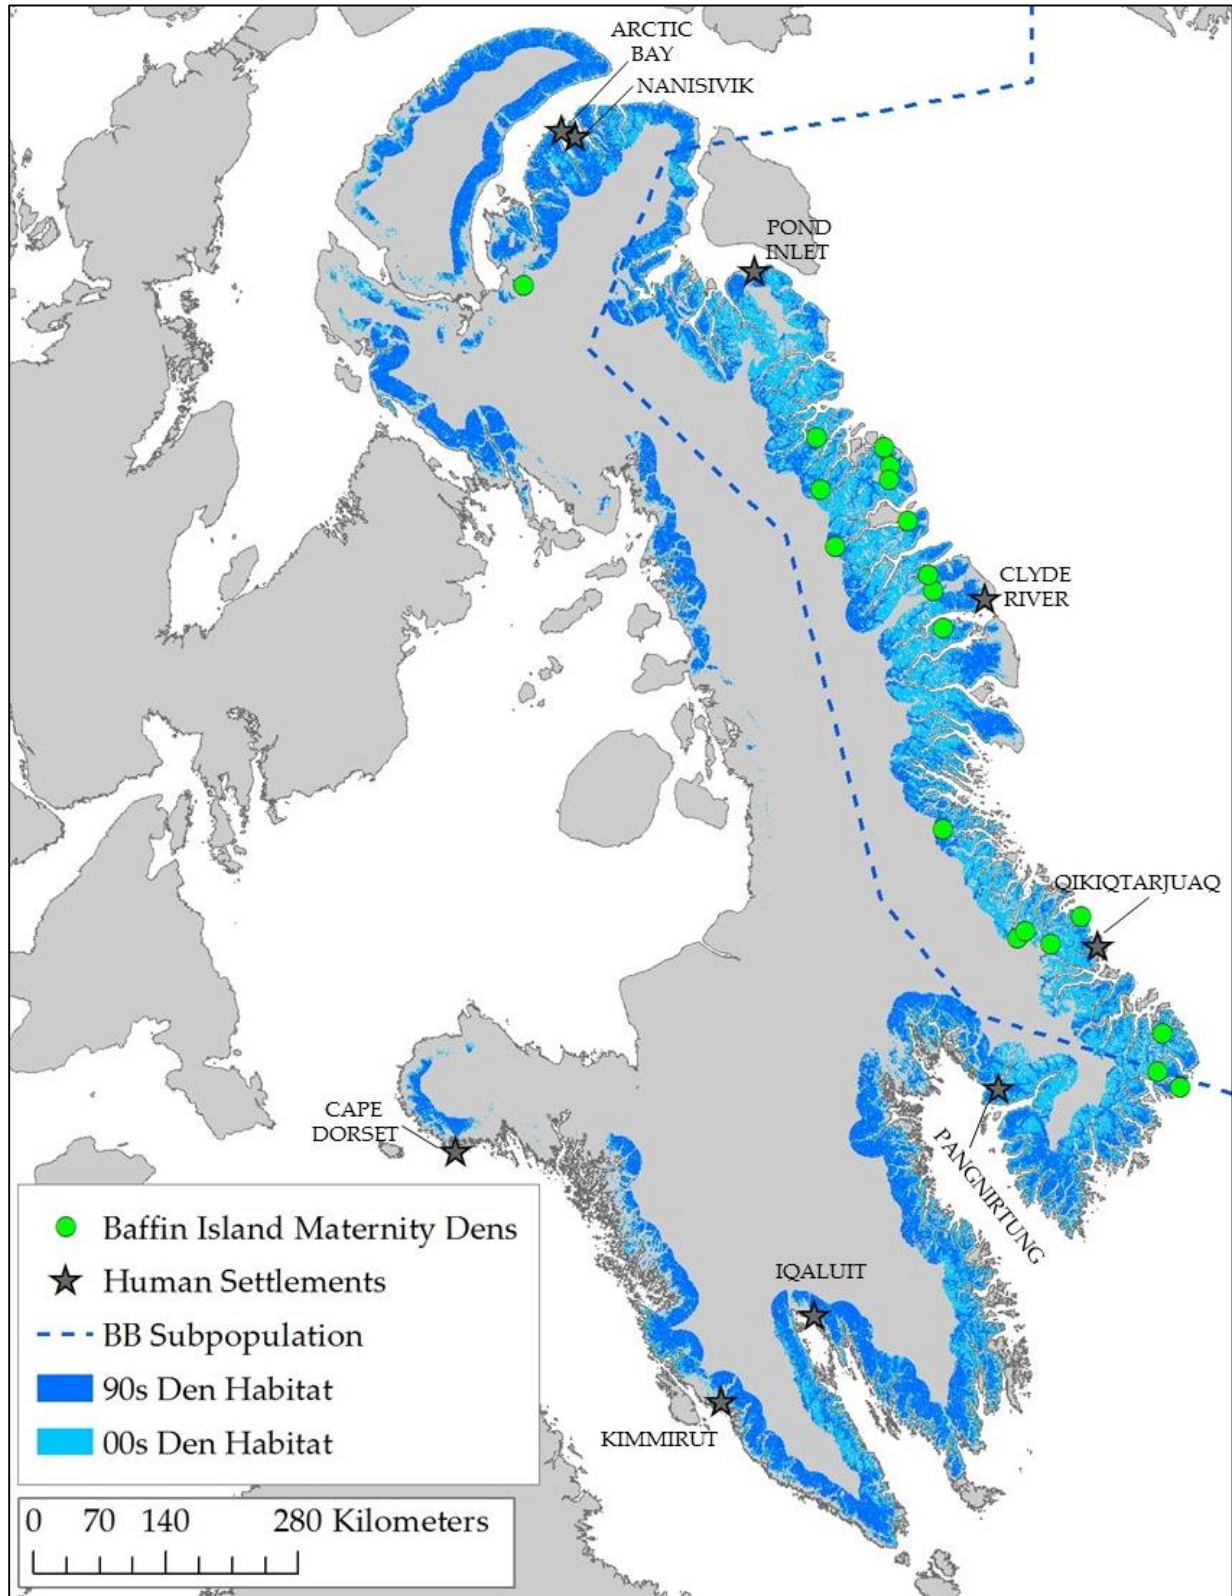 ARCTIC
BAY
NANISIVIK
POND
INLET
CLYDE
RIVER
QIKIQTARJUAQ
CAPE
DORSET
PANGNIRTUNG
IQALUIT
KIMMIRUT
Baffin Island Maternity Dens
Human Settlements
BB Subpopulation
90s Den Habitat
00s Den Habitat
0 70 140 280 Kilometers